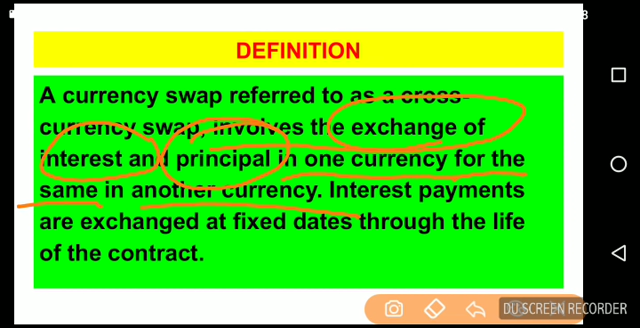 8
DEFINITION
A currency swap referred to as a cross-
currency swap, involves the exchange of
interest and principal in one currency for the
same in another currency. Interest payments
are exchanged at fixed dates through the life
of the contract.
DU SCREEN RECORDER